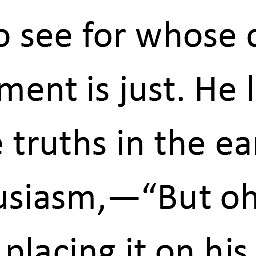 see for whose
ment is just. He
truths in the
usiasm,—“But oh
placing it on his